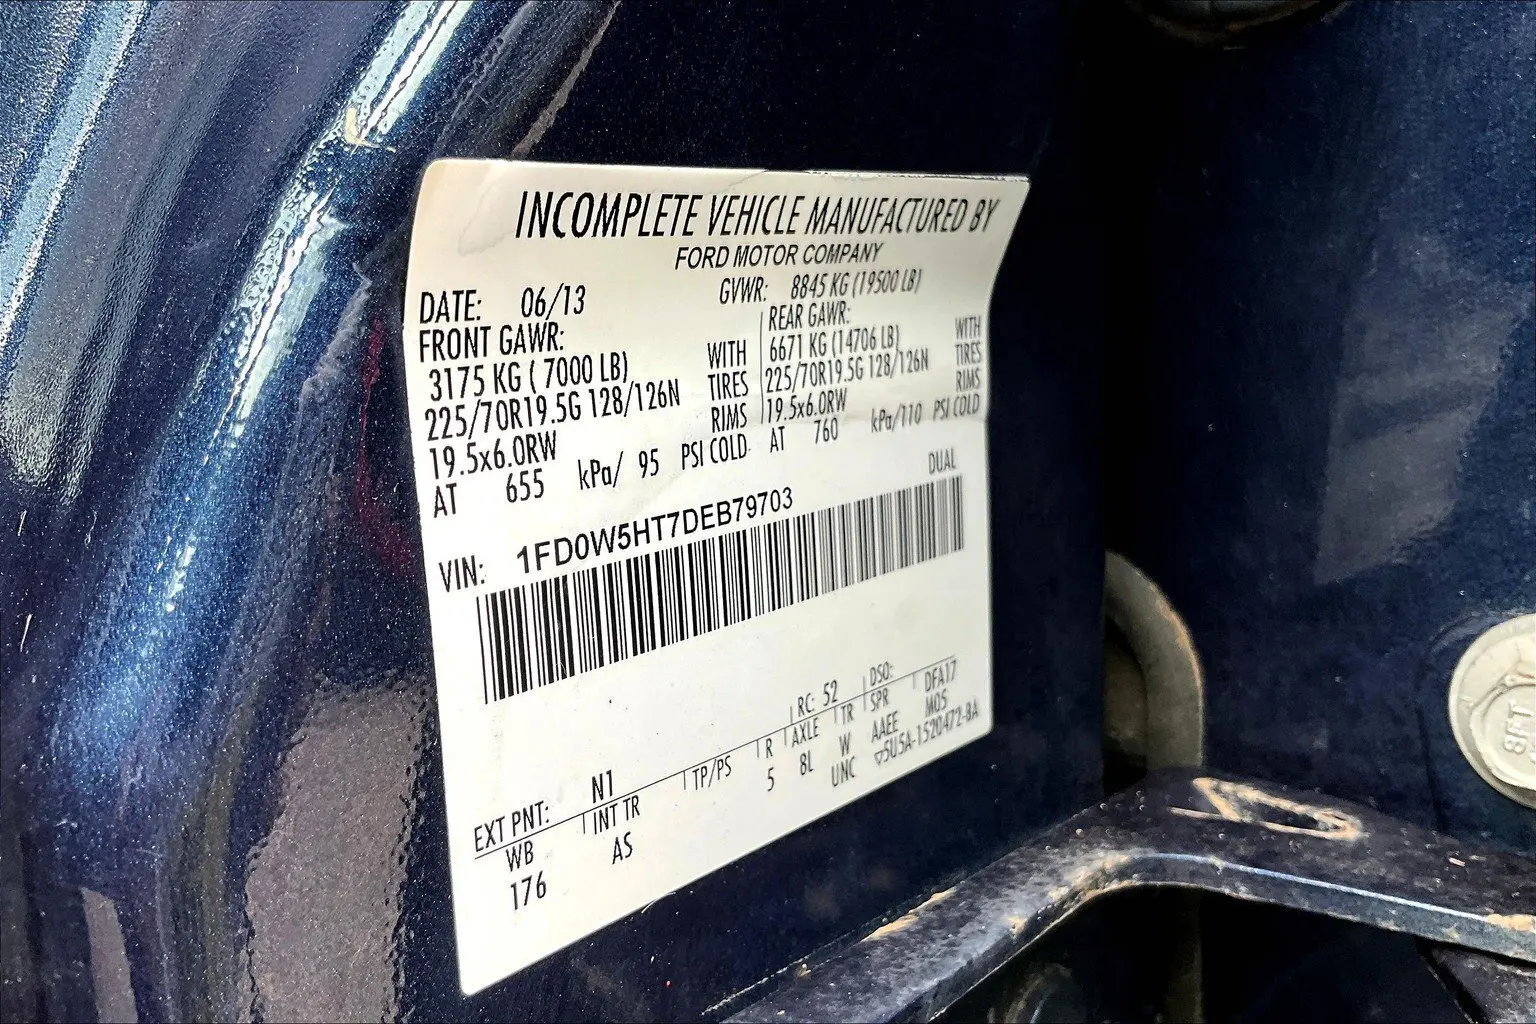 INCOMPLETE VEHICLE MANUFACTURED BY
FORD MOTOR COMPANY
DATE: 06/13
GVWR: 8845 KG (19500 LB)
FRONT GAWR:
3175 KG ( 7000 LB) WITH
225/70R19.5G 128/126N TIRES
19.5x6.0RW RIMS
AT 655 kPa/ 95 PSI COLD
REAR GAWR:
6671 KG (14706 LB) WITH
225/70R19.5G 128/126N TIRES
19.5x6.0RW RIMS
AT 760 kPa/110 PSI COLD
DUAL
VIN: 1FD0W5HT7DEB79703
EXT PNT: N1 RC: 52 DSO:
WB INT TR TP/PS R AXLE TR SPR DFA17
176 AS 5 8L W AAEE M05
UNC ▽5U5A-1520472-BA